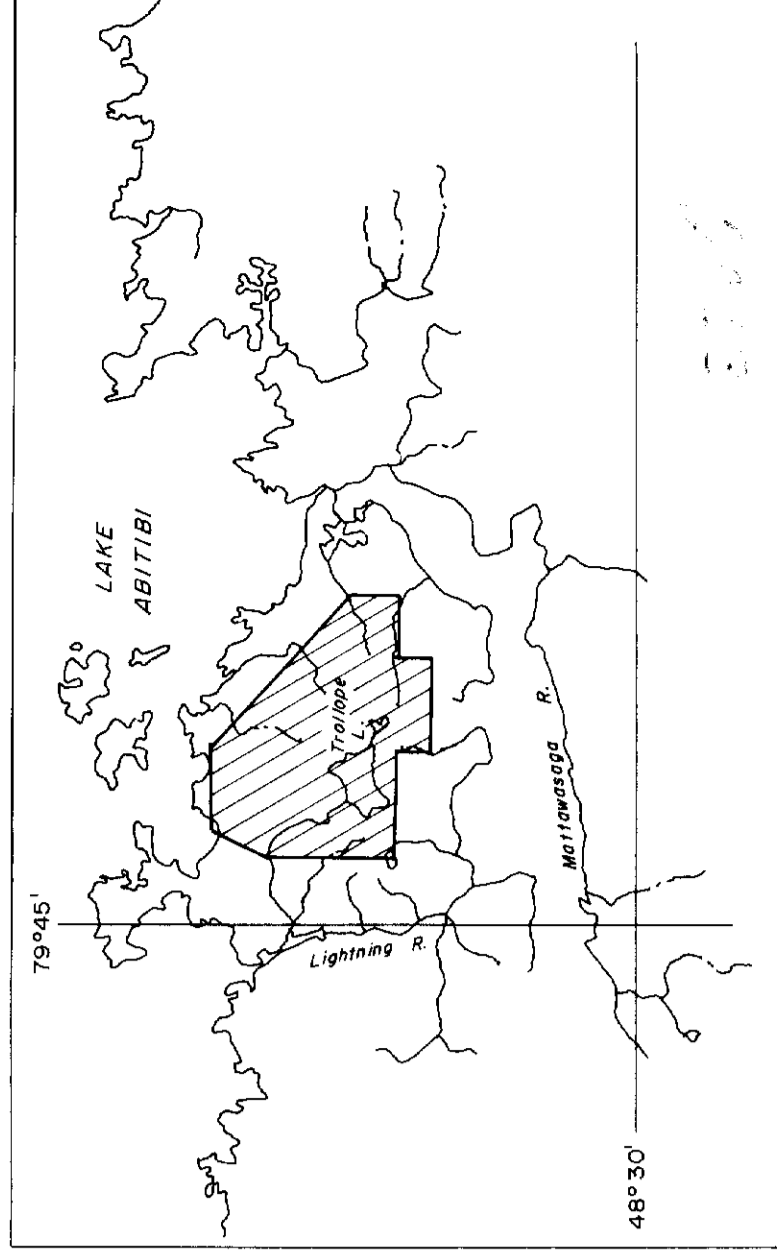 79°45'
LAKE
ABITIBI
Trollope
L.
Lightning R.
Mattawasaga R.
48°30'